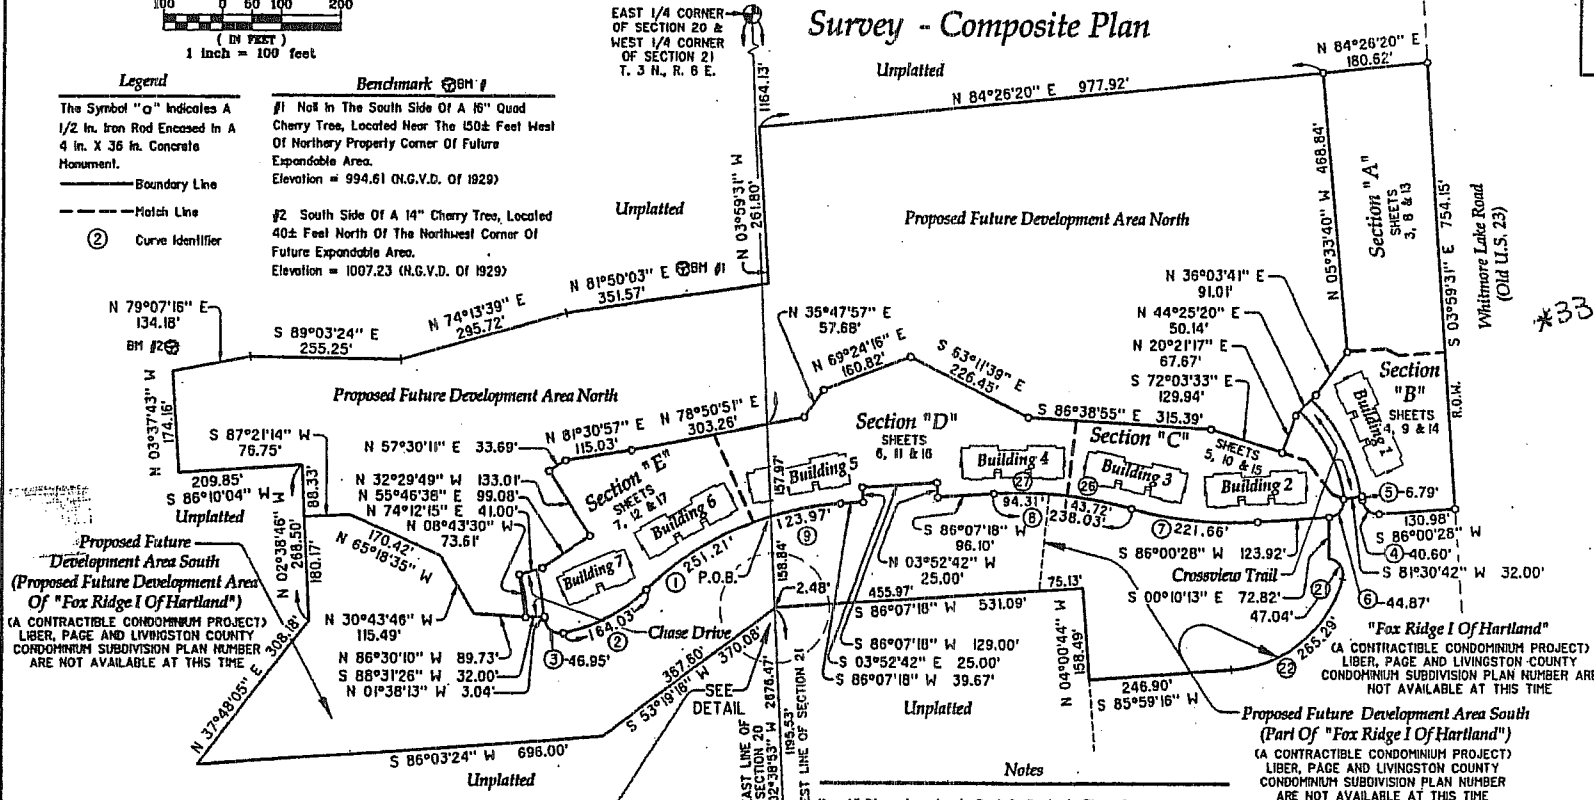 100 0 50 100 200
( IN FEET )
1 inch = 100 feet
Survey - Composite Plan
EAST 1/4 CORNER
OF SECTION 20 &
WEST 1/4 CORNER
OF SECTION 21
T. 3 N., R. 6 E.
Legend
The Symbol "o" Indicates A
1/2 In. Iron Rod Encased In A
4 In. X 36 In. Concrete
Monument.
Boundary Line
Match Line
2 Curve Identifier
Benchmark BM #
#1 Nail In The South Side Of A 16" Quad
Cherry Tree, Located Near The 150± Feet West
Of Northery Property Corner Of Future
Expandable Area.
Elevation = 994.61 (N.G.V.D. Of 1929)
#2 South Side Of A 14" Cherry Tree, Located
40± Feet North Of The Northwest Corner Of
Future Expandable Area.
Elevation = 1007.23 (N.G.V.D. Of 1929)
1164.13'
Unplatted
N 84°26'20" E 977.92'
N 84°26'20" E
180.62'
N 03°59'31" W
261.80'
Unplatted
Proposed Future Development Area North
N 05°33'40" W 468.84'
Section "A"
SHEETS
3, 8 & 13
S 03°59'31" E 754.15'
R.O.W.
Whitmore Lake Road
(Old U.S. 23)
*33
N 79°07'16" E
134.18'
BM #2
S 89°03'24" E
255.25'
N 74°13'39" E
295.72'
N 81°50'03" E
351.57'
BM #1
N 03°37'43" W
174.16'
Proposed Future Development Area North
N 35°47'57" E
57.68'
N 69°24'16" E
160.82'
S 63°11'39" E
226.45'
N 36°03'41" E
91.01'
N 44°25'20" E
50.14'
N 20°21'17" E
67.67'
S 72°03'33" E
129.94'
S 86°38'55" E 315.39'
Section
"B"
SHEETS
4, 9 & 14
Building 1
S 87°21'14" W
76.75'
209.85'
S 86°10'04" W
Unplatted
88.33'
N 02°38'46" W
268.50'
180.17'
N 57°30'11" E 33.69'
N 81°30'57" E
115.03'
N 78°50'51" E
303.26'
N 32°29'49" W 133.01'
N 55°46'38" E 99.08'
N 74°12'15" E 41.00'
N 08°43'30" W
73.61'
Section "E"
SHEETS
7, 12 & 17
Building 6
Building 7
Section "D"
SHEETS
6, 11 & 16
Building 5
Building 4
27
Section "C"
SHEETS
5, 10 & 15
26
Building 3
Building 2
157.97'
123.97'
9
94.31'
8
143.72'
238.03'
7 221.66'
5 6.79'
130.98'
S 86°00'28" W
4 40.60'
S 81°30'42" W 32.00'
S 86°00'28" W 123.92'
Crossview Trail
S 00°10'13" E 72.82'
47.04'
21
6 44.87'
265.29'
22
S 86°07'18" W
96.10'
N 03°52'42" W
25.00'
75.13'
Proposed Future
Development Area South
(Proposed Future Development Area
Of "Fox Ridge I Of Hartland")
(A CONTRACTIBLE CONDOMINIUM PROJECT)
LIBER, PAGE AND LIVINGSTON COUNTY
CONDOMINIUM SUBDIVISION PLAN NUMBER
ARE NOT AVAILABLE AT THIS TIME
170.42'
N 65°18'35" W
N 30°43'46" W
115.49'
N 86°30'10" W 89.73'
S 88°31'26" W 32.00'
N 01°38'13" W 3.04'
3 46.95'
164.03'
2
1 251.21'
P.O.B.
158.84'
2.48'
Chase Drive
455.97'
S 86°07'18" W 531.09'
S 86°07'18" W 129.00'
S 03°52'42" E 25.00'
S 86°07'18" W 39.67'
N 04°00'44" W
158.49'
246.90'
S 85°59'16" W
Unplatted
N 37°48'05" E 308.18'
367.60'
S 53°19'18" W 370.08'
SEE
DETAIL
S 86°03'24" W 696.00'
Unplatted
EAST LINE OF
SECTION 20
02°38'53" W 2676.47'
1195.53'
WEST LINE OF SECTION 21
"Fox Ridge I Of Hartland"
(A CONTRACTIBLE CONDOMINIUM PROJECT)
LIBER, PAGE AND LIVINGSTON COUNTY
CONDOMINIUM SUBDIVISION PLAN NUMBER ARE
NOT AVAILABLE AT THIS TIME
Proposed Future Development Area South
(Part Of "Fox Ridge I Of Hartland")
(A CONTRACTIBLE CONDOMINIUM PROJECT)
LIBER, PAGE AND LIVINGSTON COUNTY
CONDOMINIUM SUBDIVISION PLAN NUMBER
ARE NOT AVAILABLE AT THIS TIME
Notes